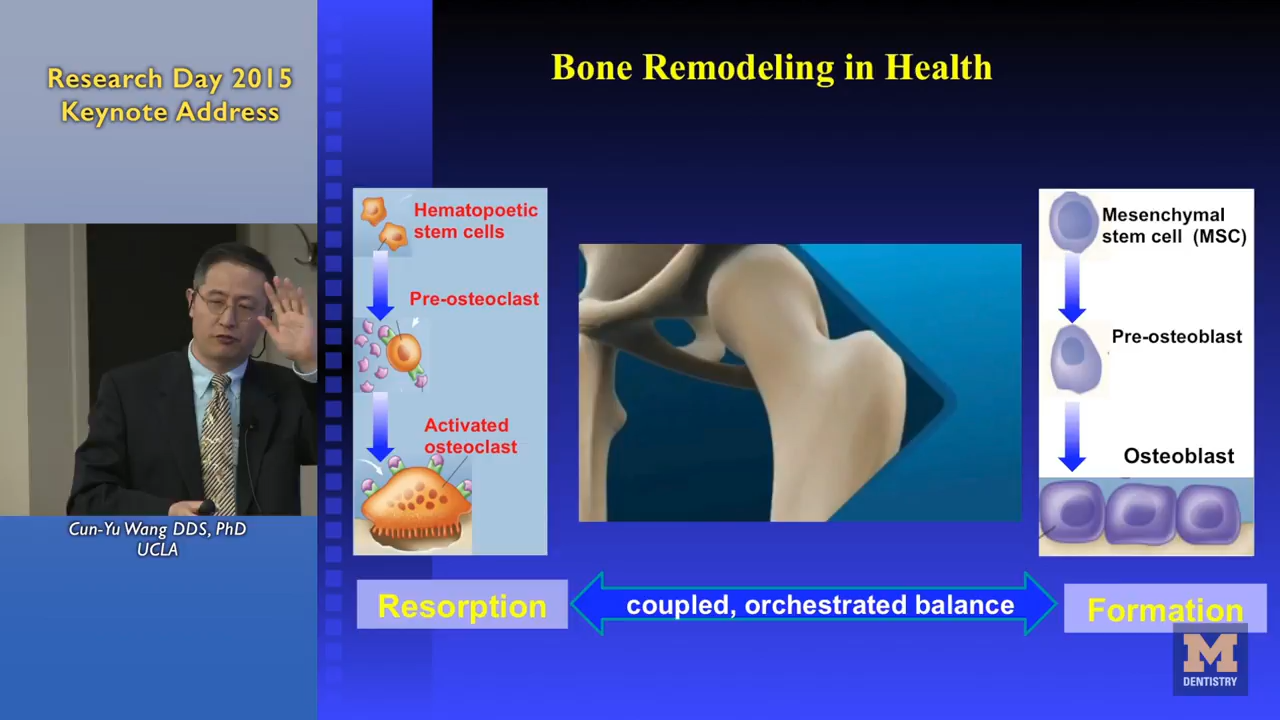 Research Day 2015
Keynote Address
Cun-Yu Wang DDS, PhD
UCLA
Bone Remodeling in Health
Hematopoetic
stem cells
Pre-osteoclast
Activated
osteoclast
Mesenchymal
stem cell (MSC)
Pre-osteoblast
Osteoblast
Resorption
coupled, orchestrated balance
Formation
M
DENTISTRY